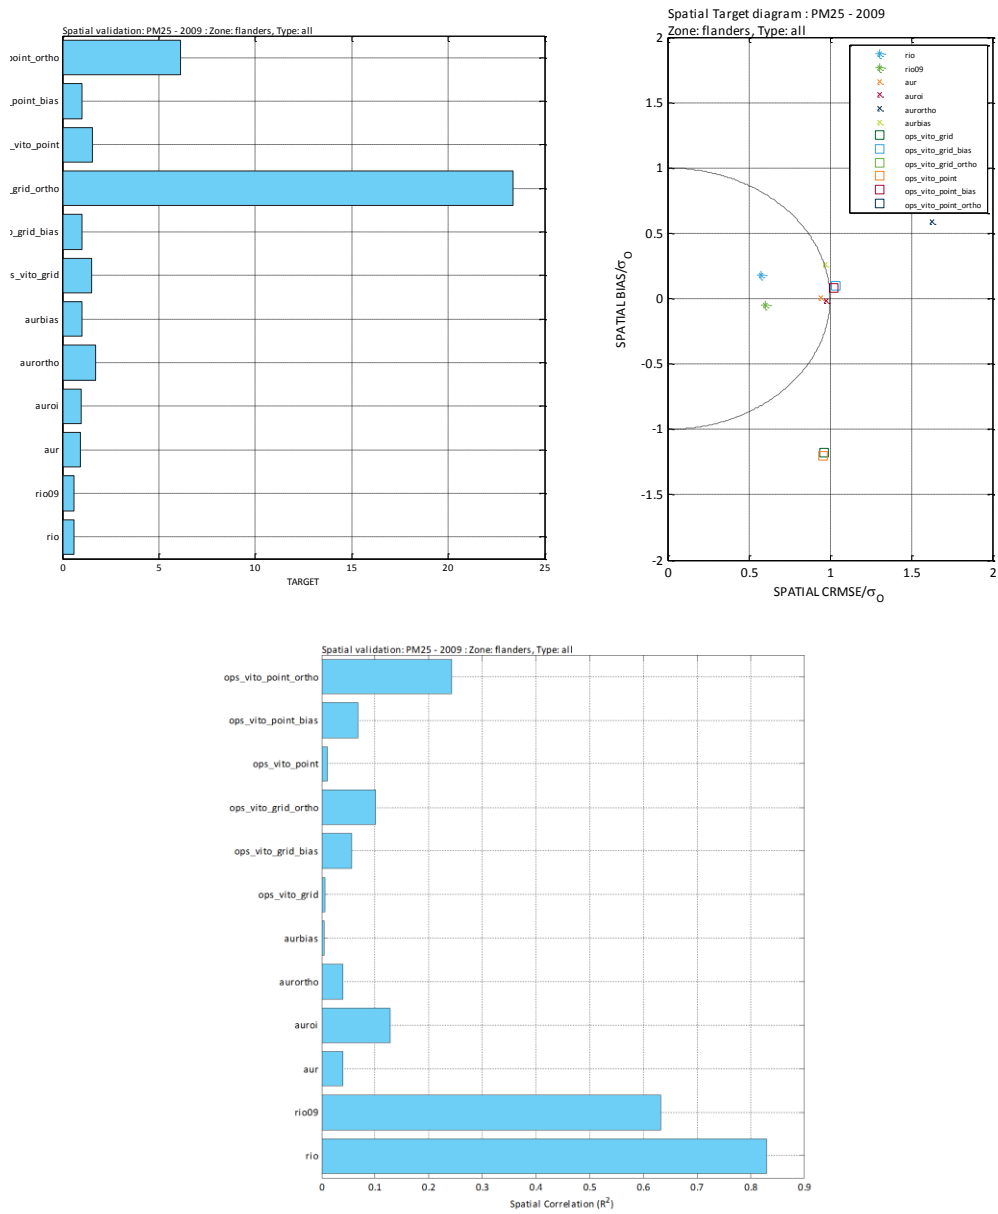 Spatial validation: PM25 - 2009 : Zone: flanders, Type: all
point_ortho
_point_bias
_vito_point
_grid_ortho
_grid_bias
s_vito_grid
aurbias
aurortho
auroi
aur
rio09
rio
0 5 10 15 20 25
TARGET
Spatial Target diagram : PM25 - 2009
Zone: flanders, Type: all
2
1.5
1
0.5
0
-0.5
-1
-1.5
-2
SPATIAL BIAS/σO
rio
rio09
aur
auroi
aurortho
aurbias
ops_vito_grid
ops_vito_grid_bias
ops_vito_grid_ortho
ops_vito_point
ops_vito_point_bias
ops_vito_point_ortho
0 0.5 1 1.5 2
SPATIAL CRMSE/σO
Spatial validation: PM25 - 2009 : Zone: flanders, Type: all
ops_vito_point_ortho
ops_vito_point_bias
ops_vito_point
ops_vito_grid_ortho
ops_vito_grid_bias
ops_vito_grid
aurbias
aurortho
auroi
aur
rio09
rio
0 0.1 0.2 0.3 0.4 0.5 0.6 0.7 0.8 0.9
Spatial Correlation (R²)